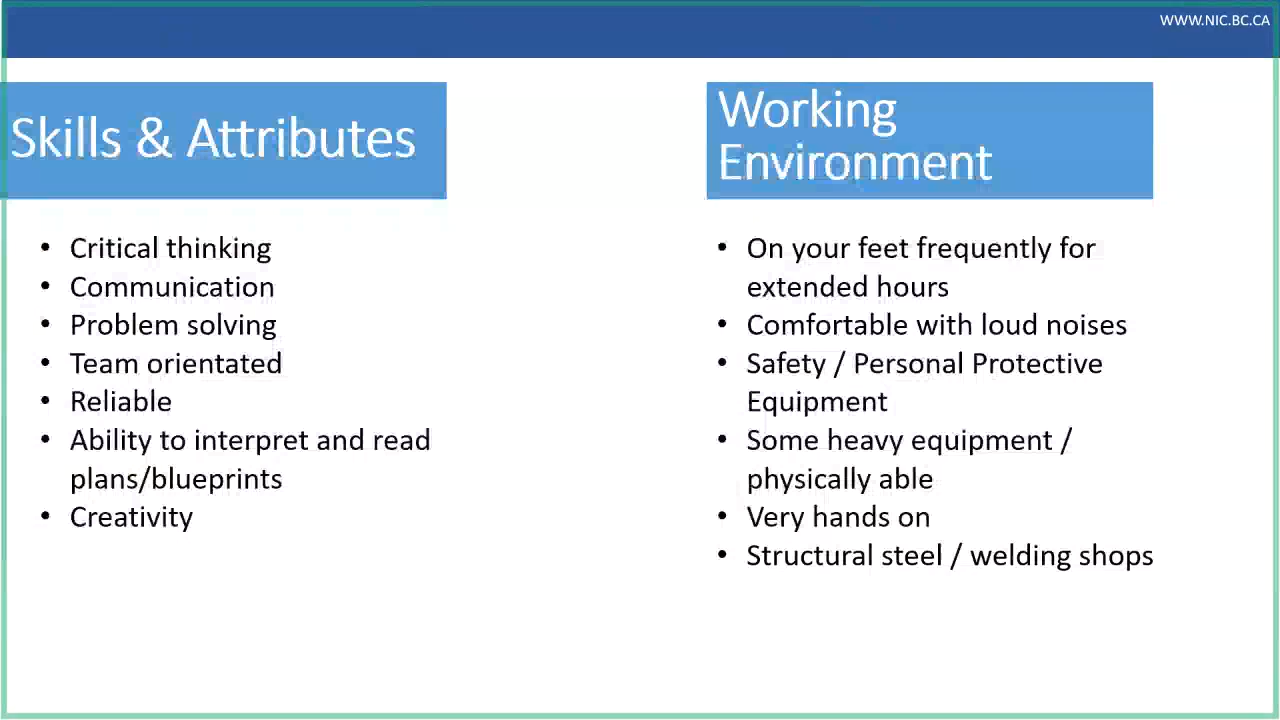 WWW.NIC.BC.CA
Skills & Attributes
• Critical thinking
• Communication
• Problem solving
• Team orientated
• Reliable
• Ability to interpret and read
plans/blueprints
• Creativity
Working
Environment
• On your feet frequently for
extended hours
• Comfortable with loud noises
• Safety / Personal Protective
Equipment
• Some heavy equipment /
physically able
• Very hands on
• Structural steel / welding shops